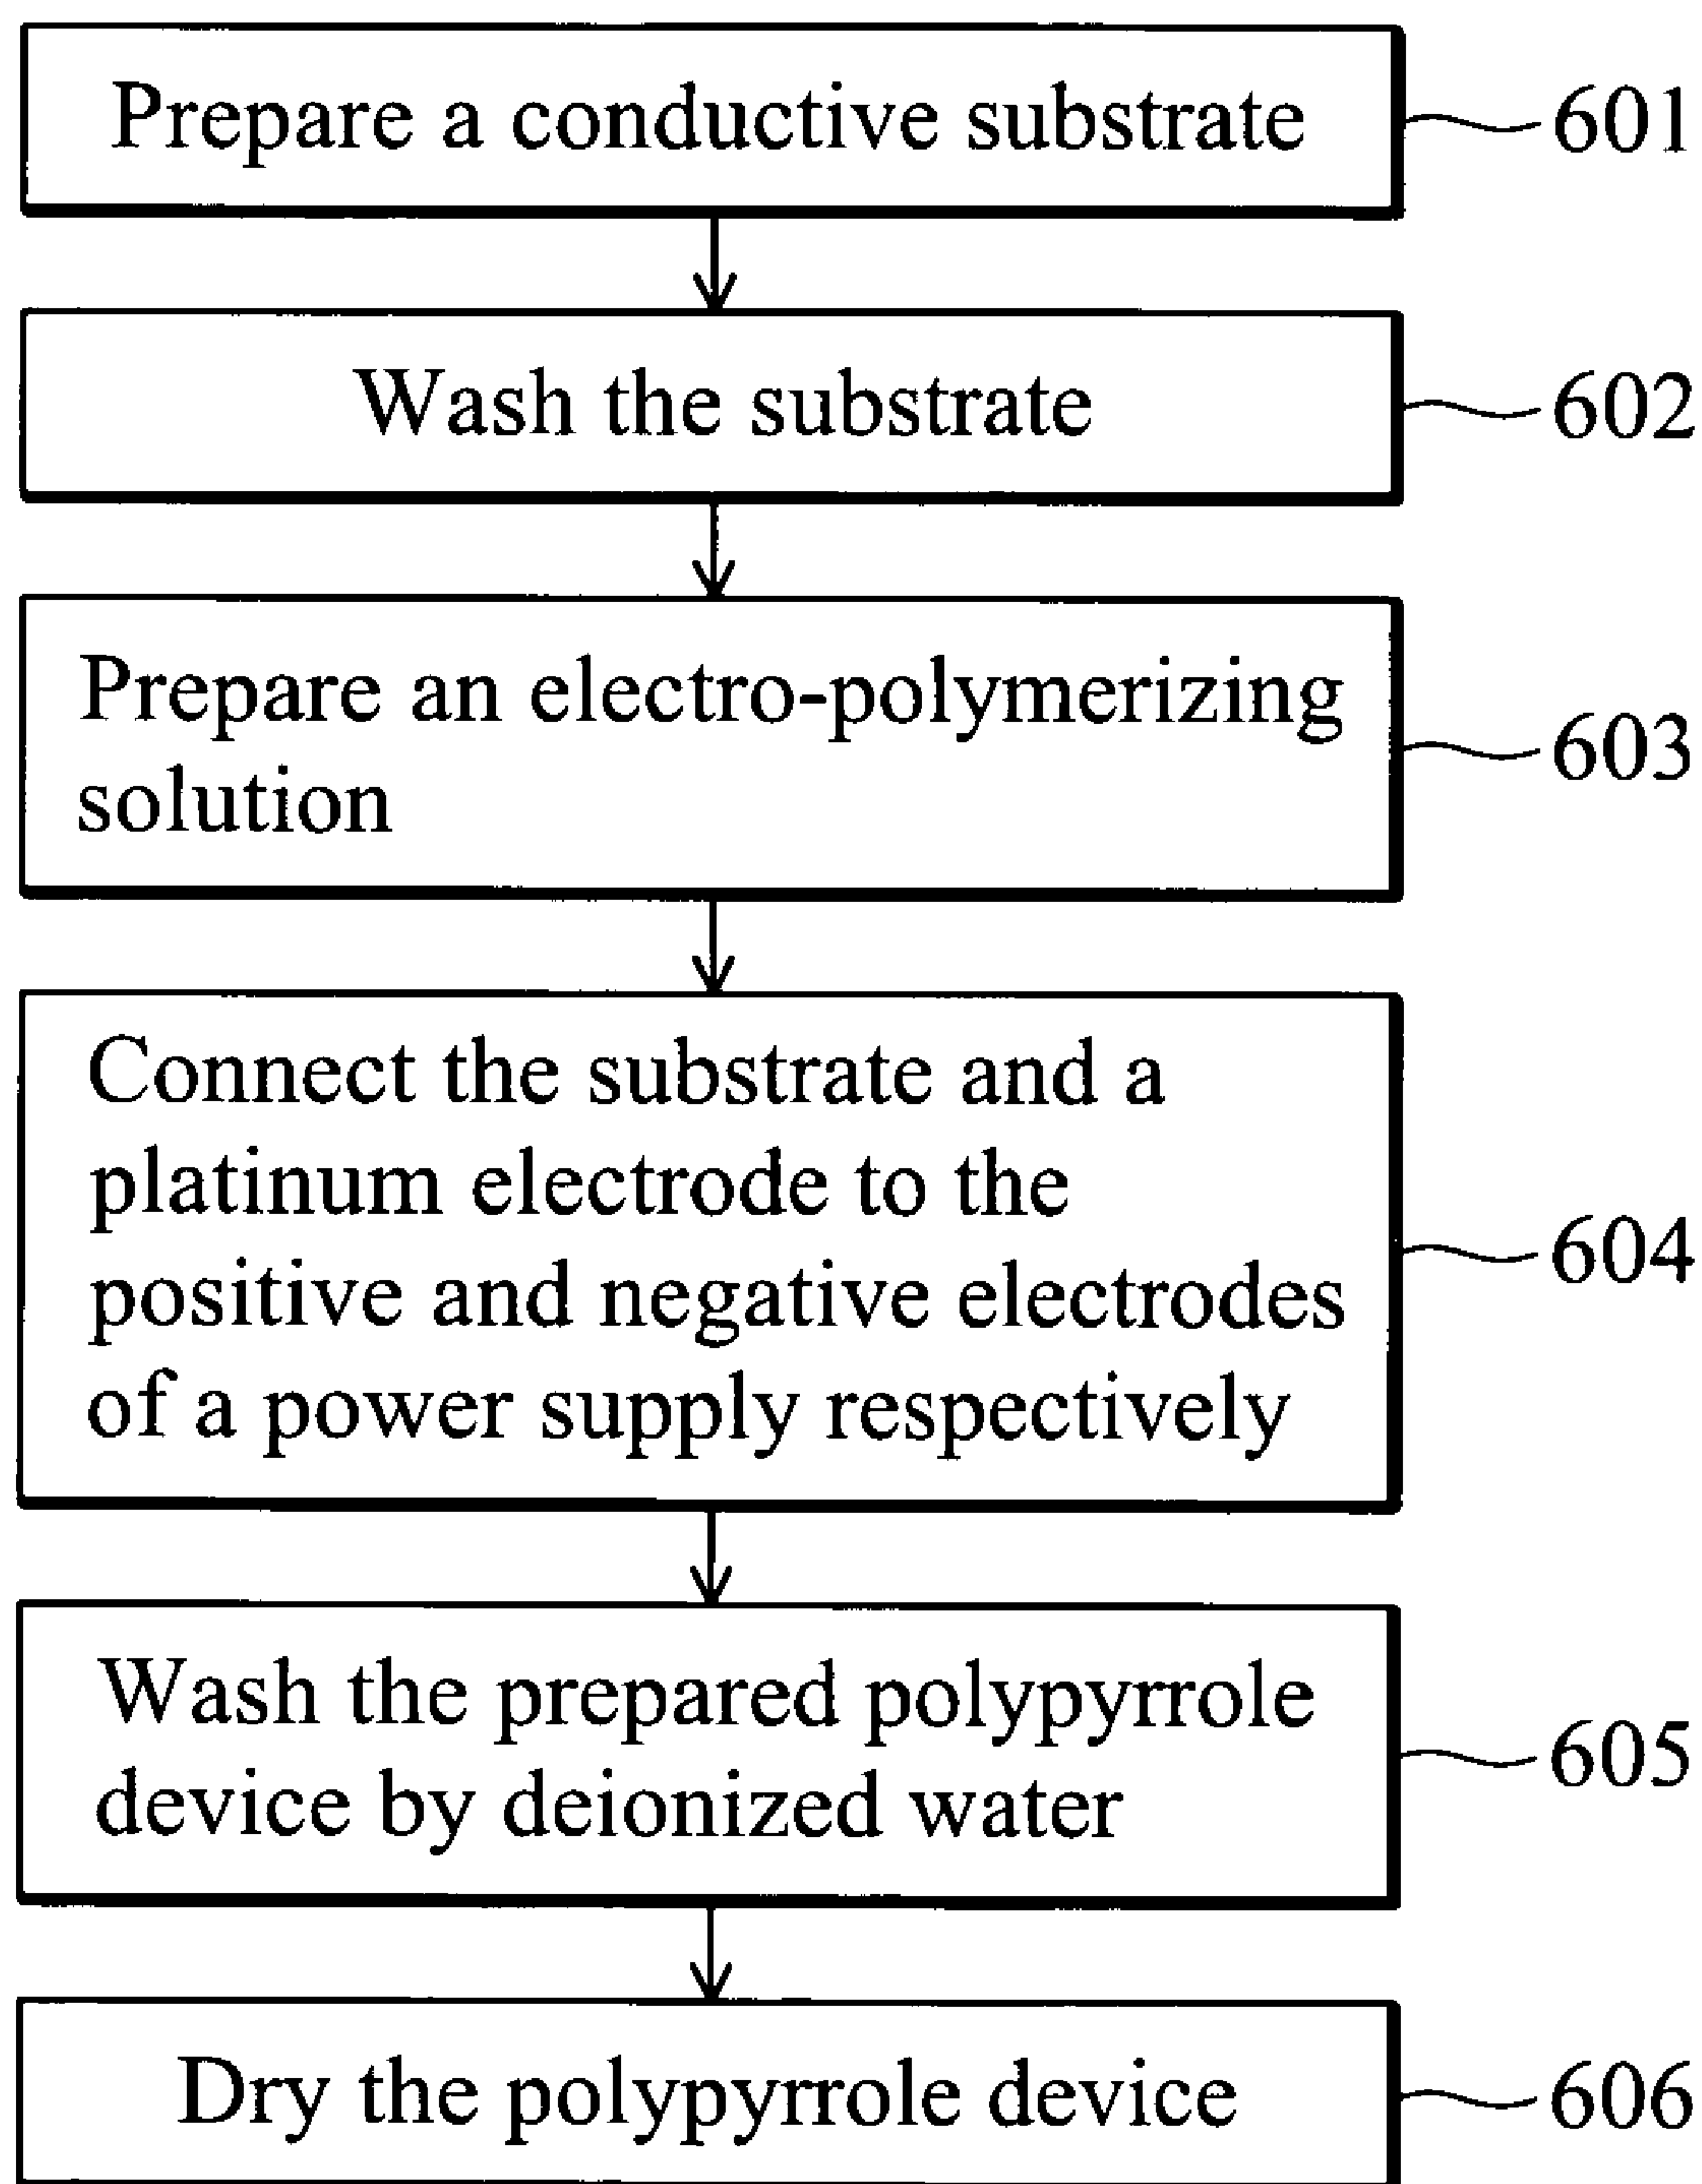 Prepare a conductive substrate
601
Wash the substrate
602
Prepare an electro-polymerizing
solution
603
Connect the substrate and a
platinum electrode to the
positive and negative electrodes
of a power supply respectively
604
Wash the prepared polypyrrole
device by deionized water
605
Dry the polypyrrole device
606